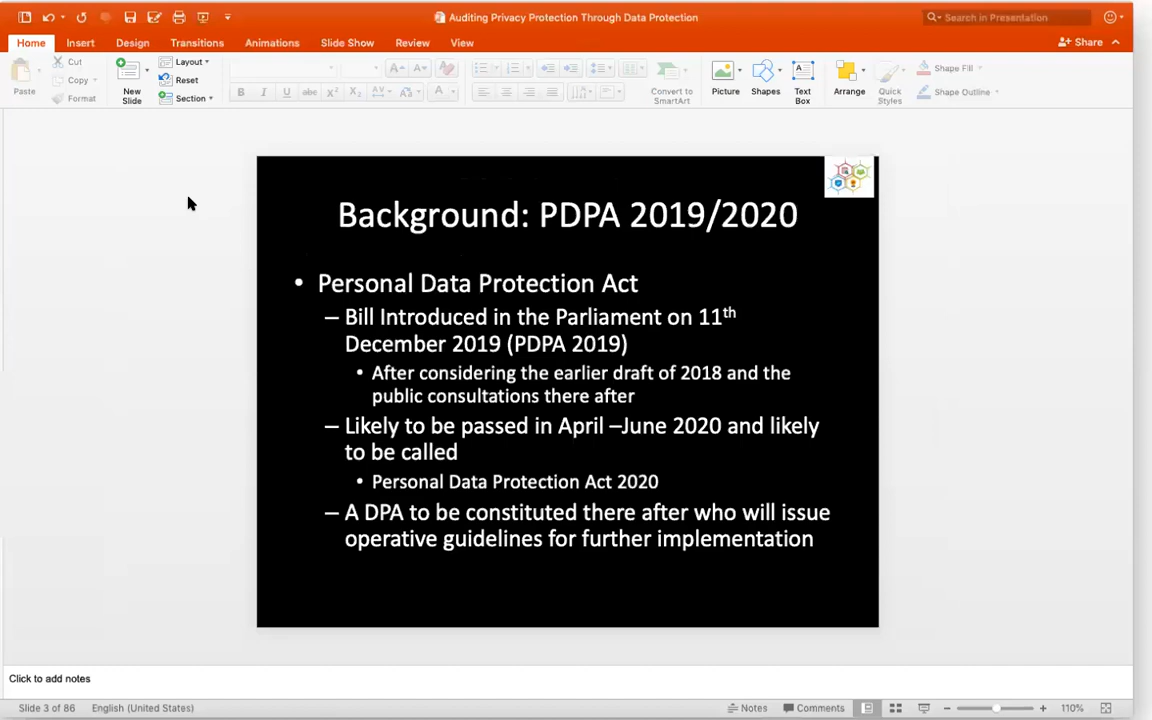 Auditing Privacy Protection Through Data Protection
Search in Presentation
Home Insert Design Transitions Animations Slide Show Review View Share
Paste Cut Copy Format
New Slide Layout Reset Section
B I U abc X² X₂ AV A
Convert to SmartArt
Picture Shapes Text Box Arrange Quick Styles Shape Fill Shape Outline
Background: PDPA 2019/2020
• Personal Data Protection Act
– Bill Introduced in the Parliament on 11th
December 2019 (PDPA 2019)
• After considering the earlier draft of 2018 and the
public consultations there after
– Likely to be passed in April –June 2020 and likely
to be called
• Personal Data Protection Act 2020
– A DPA to be constituted there after who will issue
operative guidelines for further implementation
Click to add notes
Slide 3 of 86 English (United States) Notes Comments 110%